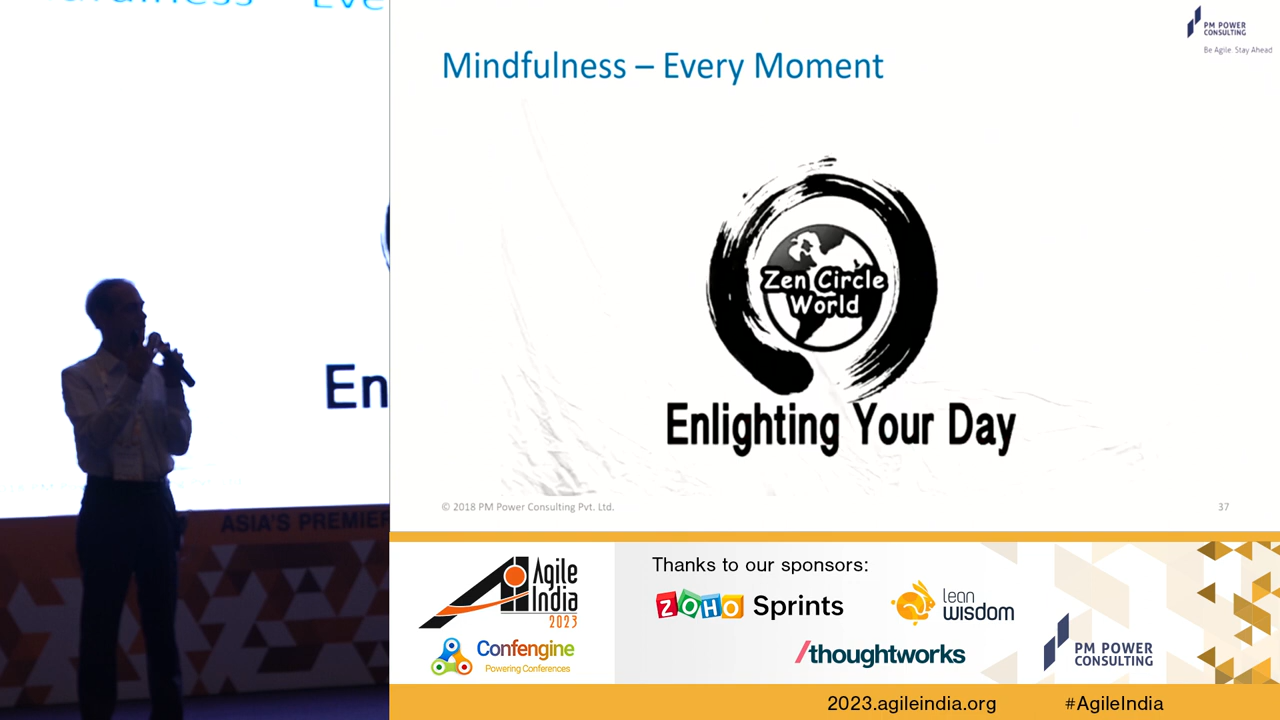 Eve
En
ASIA'S PREMIER
PM POWER
CONSULTING
Be Agile. Stay Ahead
Mindfulness – Every Moment
Zen Circle
World
Enlighting Your Day
© 2018 PM Power Consulting Pvt. Ltd.
37
Agile
India
2023
Confengine
Powering Conferences
Thanks to our sponsors:
ZOHO Sprints
lean
wisdom
/thoughtworks
PM POWER
CONSULTING
2023.agileindia.org
#AgileIndia